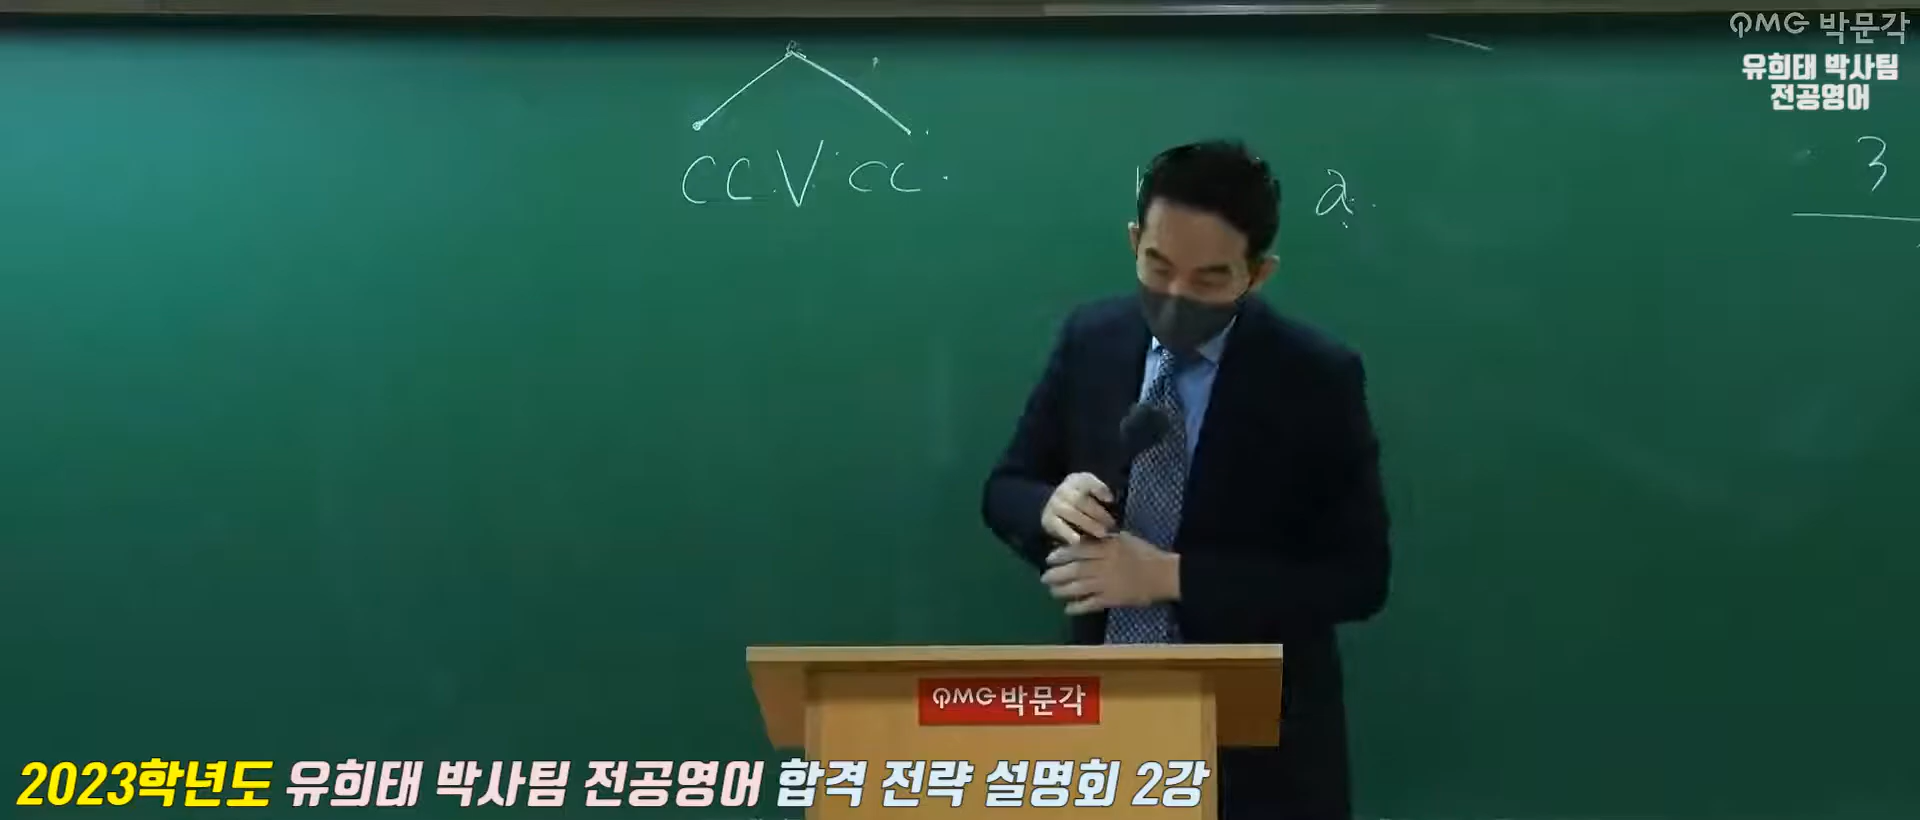 PMG 박문각
유희태 박사팀
전공영어
CCVCC
a
3
PMG 박문각
2023학년도 유희태 박사팀 전공영어 합격 전략 설명회 2강